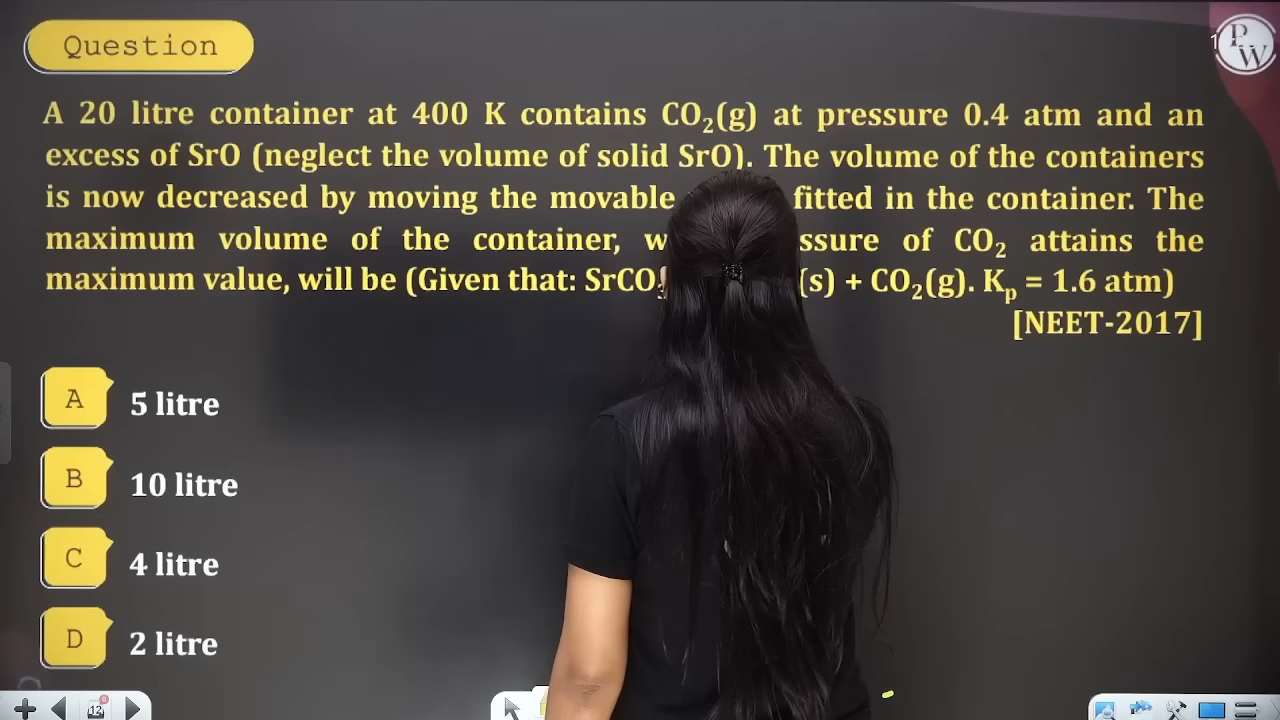 Question
A 20 litre container at 400 K contains CO₂(g) at pressure 0.4 atm and an
excess of SrO (neglect the volume of solid SrO). The volume of the containers
is now decreased by moving the movable fitted in the container. The
maximum volume of the container, of CO₂ attains the
maximum value, will be (Given that: (s) + CO₂(g). Kₚ = 1.6 atm)
[NEET-2017]
A 5 litre
B 10 litre
C 4 litre
D 2 litre
PW
12